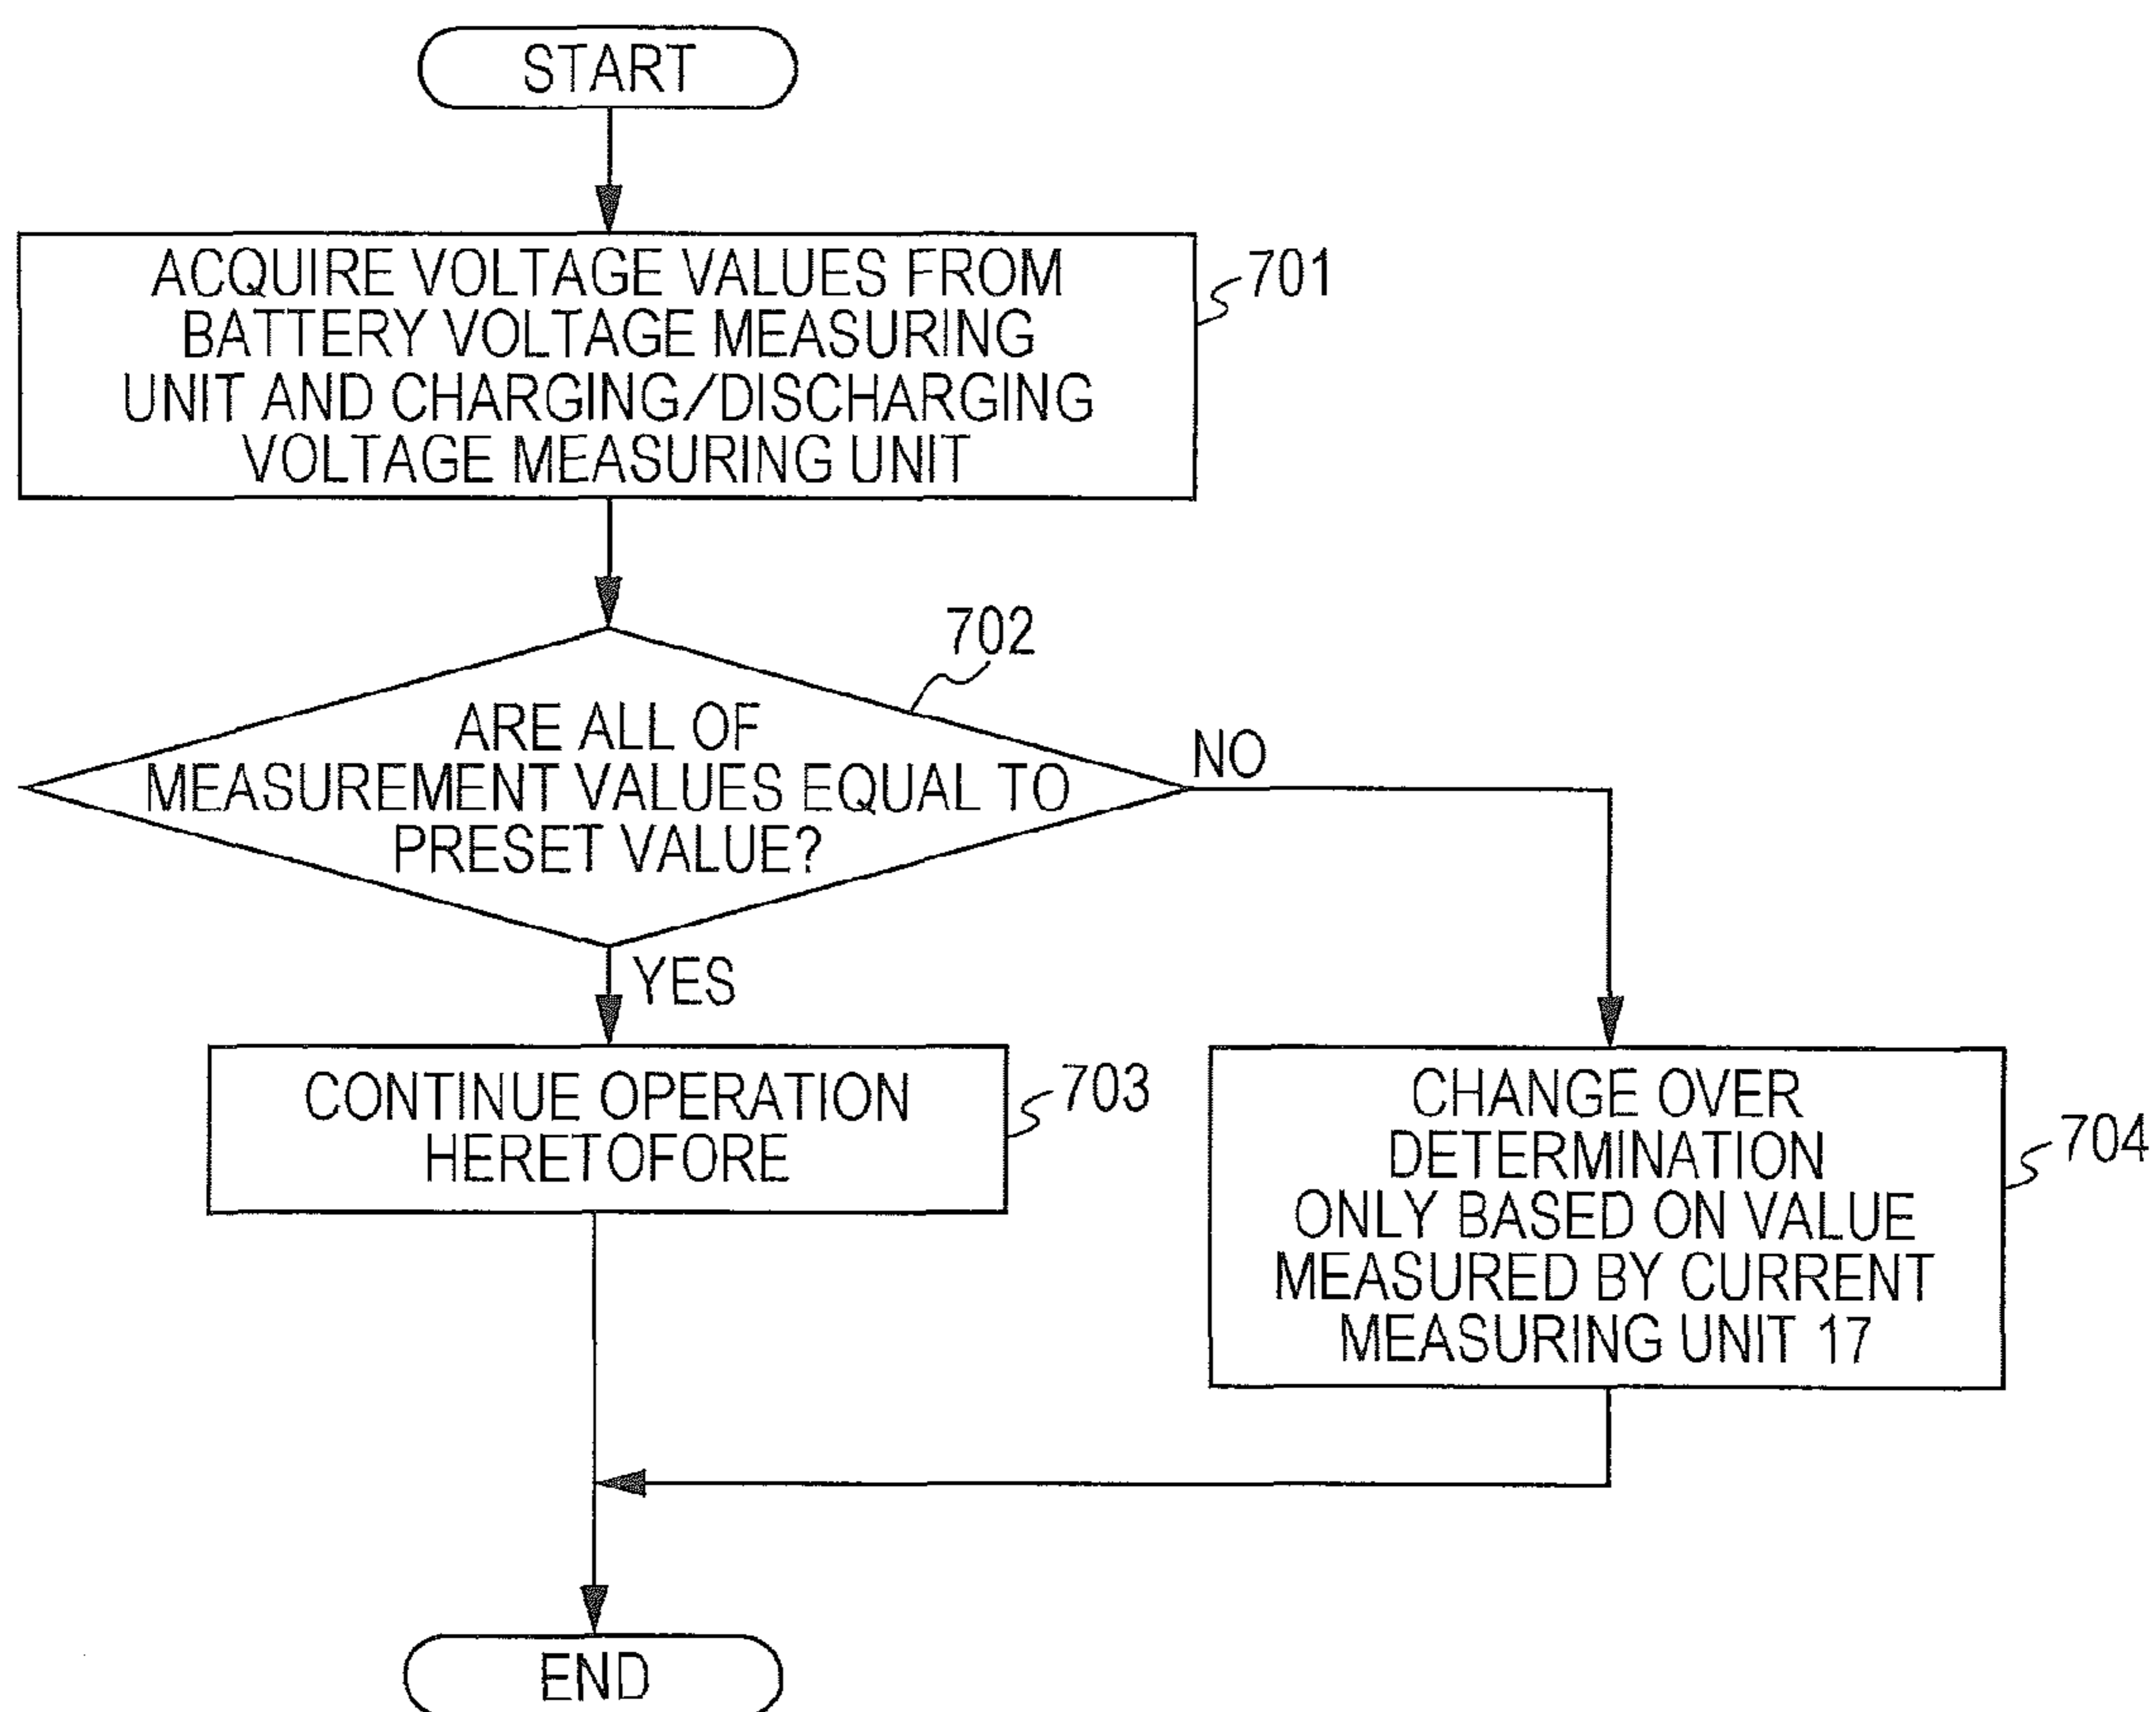 START
ACQUIRE VOLTAGE VALUES FROM
BATTERY VOLTAGE MEASURING
UNIT AND CHARGING/DISCHARGING
VOLTAGE MEASURING UNIT
701
702
ARE ALL OF
MEASUREMENT VALUES EQUAL TO
PRESET VALUE?
NO
YES
CONTINUE OPERATION
HERETOFORE
703
CHANGE OVER
DETERMINATION
ONLY BASED ON VALUE
MEASURED BY CURRENT
MEASURING UNIT 17
704
END